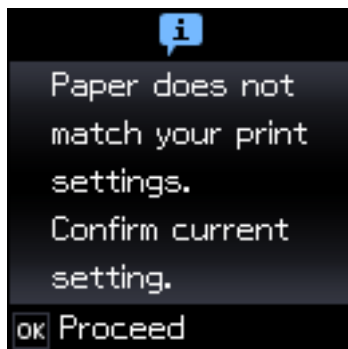 i
Paper does not
match your print
settings.
Confirm current
setting.
OK Proceed